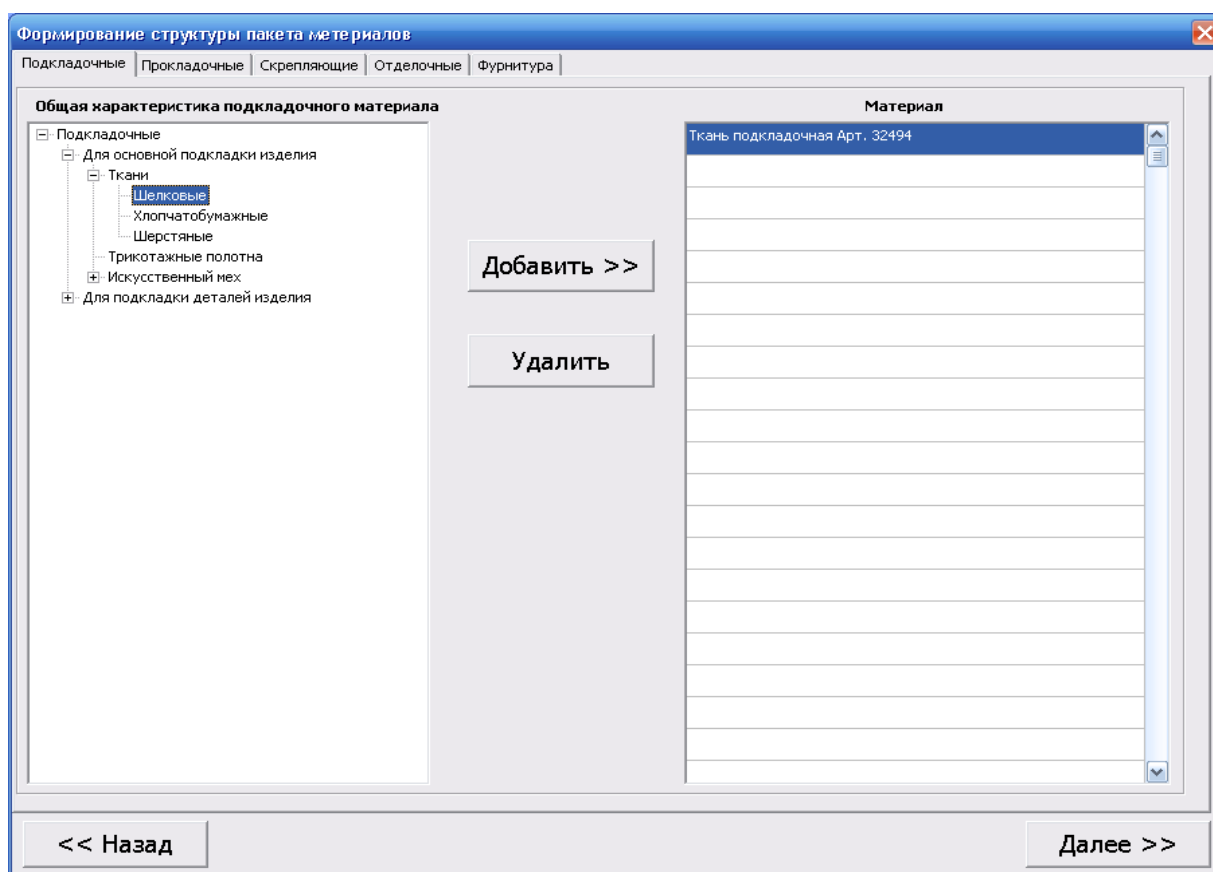 Формирование структуры пакета метериалов
Подкладочные Прокладочные Скрепляющие Отделочные Фурнитура
Общая характеристика подкладочного материала
Материал
Подкладочные
Для основной подкладки изделия
Ткани
Шелковые
Хлопчатобумажные
Шерстяные
Трикотажные полотна
Искусственный мех
Для подкладки деталей изделия
Добавить >>
Удалить
Ткань подкладочная Арт. 32494
<< Назад
Далее >>